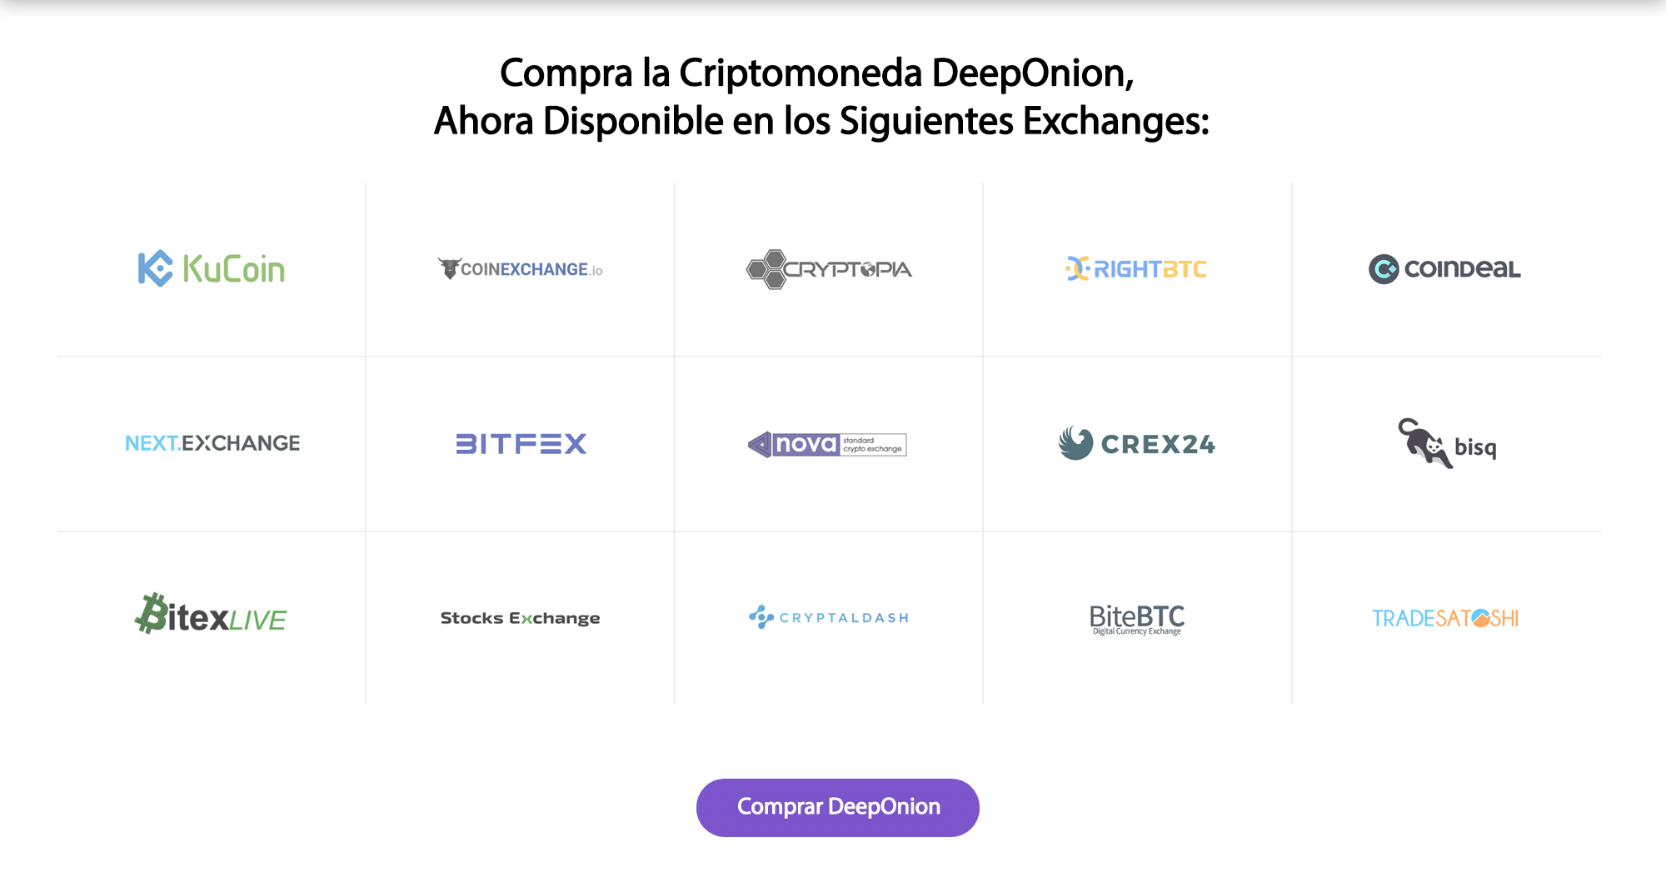 Compra la Criptomoneda DeepOnion,
Ahora Disponible en los Siguientes Exchanges:
KuCoin
COINEXCHANGE.io
CRYPTOPIA
RIGHTBTC
COINDEAL
NEXT.EXCHANGE
BITFEX
nova
standard
crypto exchange
CREX24
bisq
BitexLIVE
Stocks Exchange
CRYPTALDASH
BiteBTC
Digital Currency Exchange
TRADESATOSHI
Comprar DeepOnion